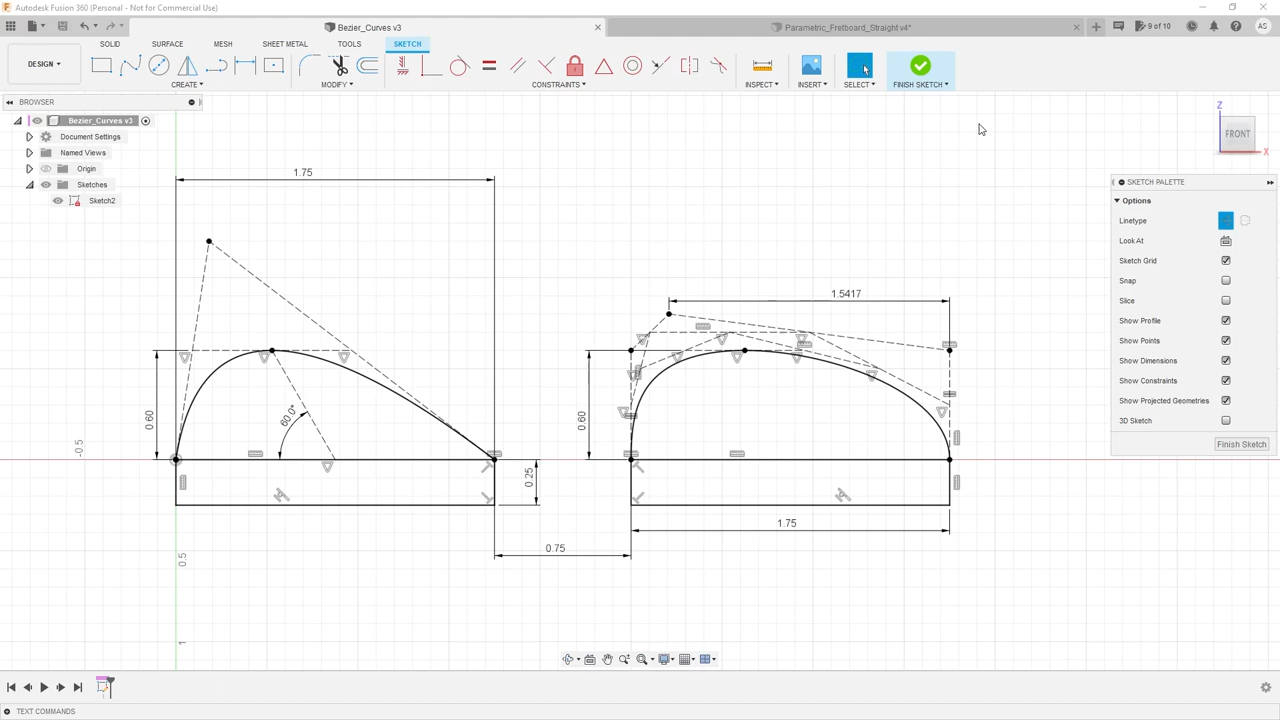 Autodesk Fusion 360 (Personal - Not for Commercial Use)
Bezier_Curves v3
Parametric_Fretboard_Straight v4*
9 of 10
AS
DESIGN
SOLID
SURFACE
MESH
SHEET METAL
TOOLS
SKETCH
CREATE
MODIFY
CONSTRAINTS
INSPECT
INSERT
SELECT
FINISH SKETCH
BROWSER
Bezier_Curves v3
Document Settings
Named Views
Origin
Sketches
Sketch2
Z
FRONT
X
SKETCH PALETTE
Options
Linetype
Look At
Sketch Grid
Snap
Slice
Show Profile
Show Points
Show Dimensions
Show Constraints
Show Projected Geometries
3D Sketch
Finish Sketch
1.75
1.5417
0.60
60.0°
0.60
-0.5
0.25
1.75
0.75
0.5
1
TEXT COMMANDS